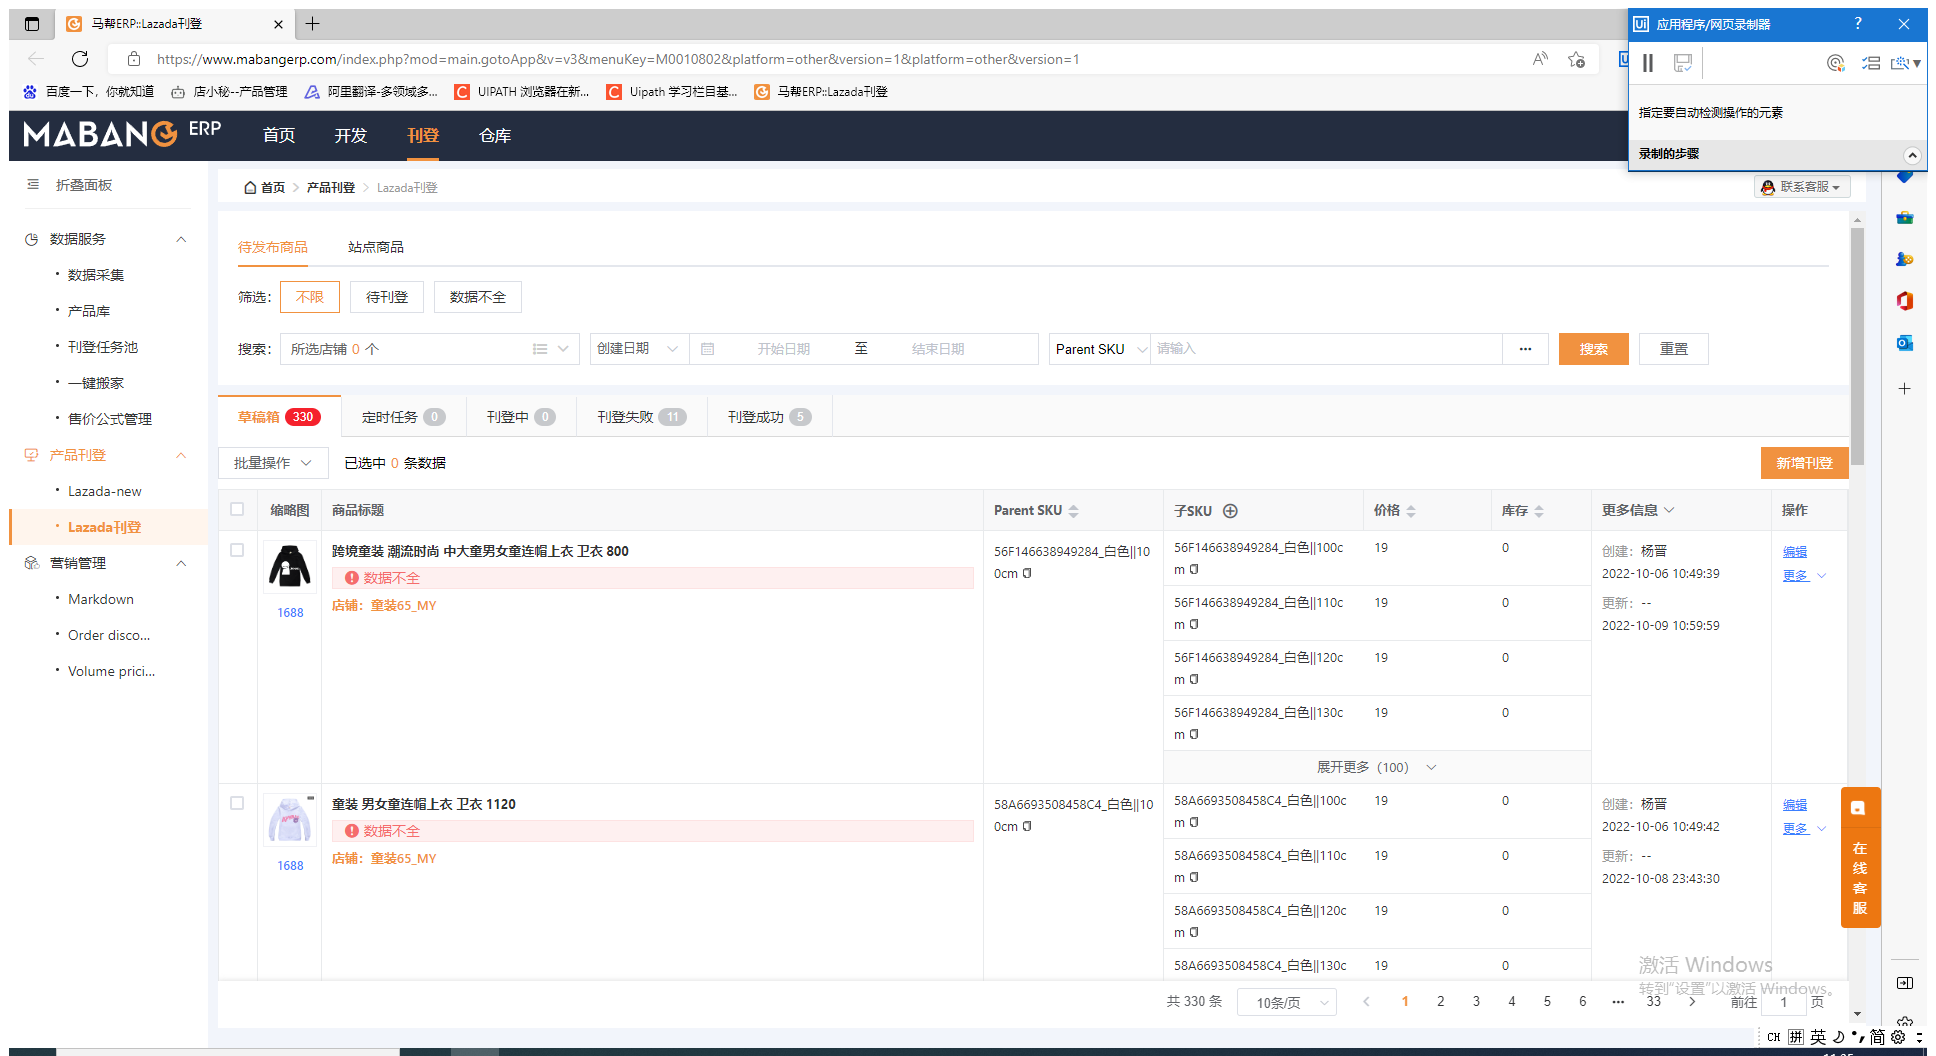 马帮ERP::Lazada刊登
https://www.mabangerp.com/index.php?mod=main.gotoApp&v=v3&menuKey=M0010802&platform=other&version=1&platform=other&version=1
百度一下，你就知道 店小秘--产品管理 阿里翻译-多领域多... UIPATH 浏览器在新... Uipath 学习栏目基... 马帮ERP::Lazada刊登
Ui 应用程序/网页录制器 ?
指定要自动检测操作的元素
录制的步骤
MABANG ERP 首页 开发 刊登 仓库
折叠面板
数据服务
数据采集
产品库
刊登任务池
一键搬家
售价公式管理
产品刊登
Lazada-new
Lazada刊登
营销管理
Markdown
Order disco...
Volume prici...
首页 > 产品刊登 > Lazada刊登
联系客服
待发布商品 站点商品
筛选: 不限 待刊登 数据不全
搜索: 所选店铺 0 个 创建日期 开始日期 至 结束日期 Parent SKU 请输入 ... 搜索 重置
草稿箱 330 定时任务 0 刊登中 0 刊登失败 11 刊登成功 5
批量操作 已选中 0 条数据 新增刊登
缩略图 商品标题 Parent SKU 子SKU 价格 库存 更多信息 操作
1688
跨境童装 潮流时尚 中大童男女童连帽上衣 卫衣 800
数据不全
店铺：童装65_MY
56F146638949284_白色||10
0cm
56F146638949284_白色||100c
m
19 0
56F146638949284_白色||110c
m
19 0
56F146638949284_白色||120c
m
19 0
56F146638949284_白色||130c
m
19 0
展开更多（100）
创建：杨晋
2022-10-06 10:49:39
更新：--
2022-10-09 10:59:59
编辑
更多
1688
童装 男女童连帽上衣 卫衣 1120
数据不全
店铺：童装65_MY
58A6693508458C4_白色||10
0cm
58A6693508458C4_白色||100c
m
19 0
58A6693508458C4_白色||110c
m
19 0
58A6693508458C4_白色||120c
m
19 0
58A6693508458C4_白色||130c
19 0
创建：杨晋
2022-10-06 10:49:42
更新：--
2022-10-08 23:43:30
编辑
更多
在线客服
激活 Windows
转到"设置"以激活 Windows。
共 330 条 10条/页 < 1 2 3 4 5 6 ... 33 > 前往 1 页
CH 拼 英 简